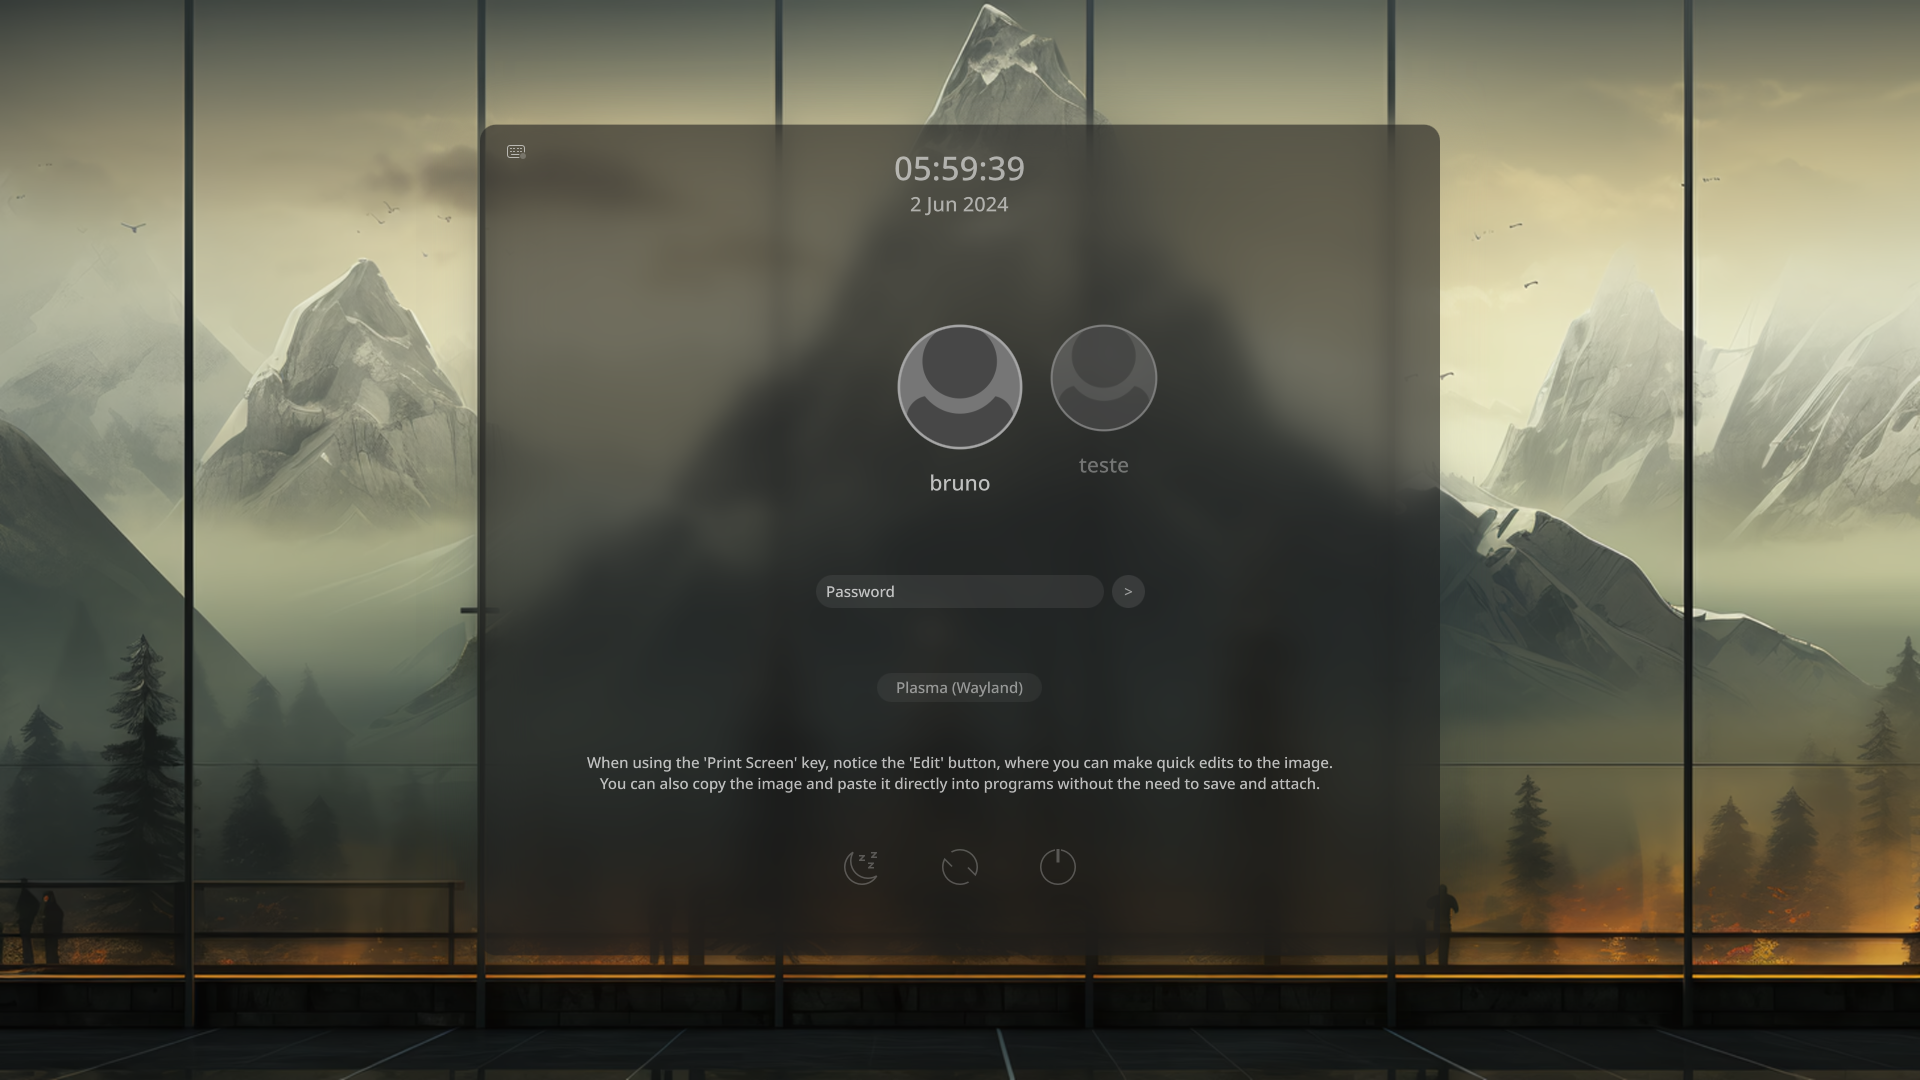 05:59:39
2 Jun 2024
bruno
teste
Password
>
Plasma (Wayland)
When using the 'Print Screen' key, notice the 'Edit' button, where you can make quick edits to the image.
You can also copy the image and paste it directly into programs without the need to save and attach.